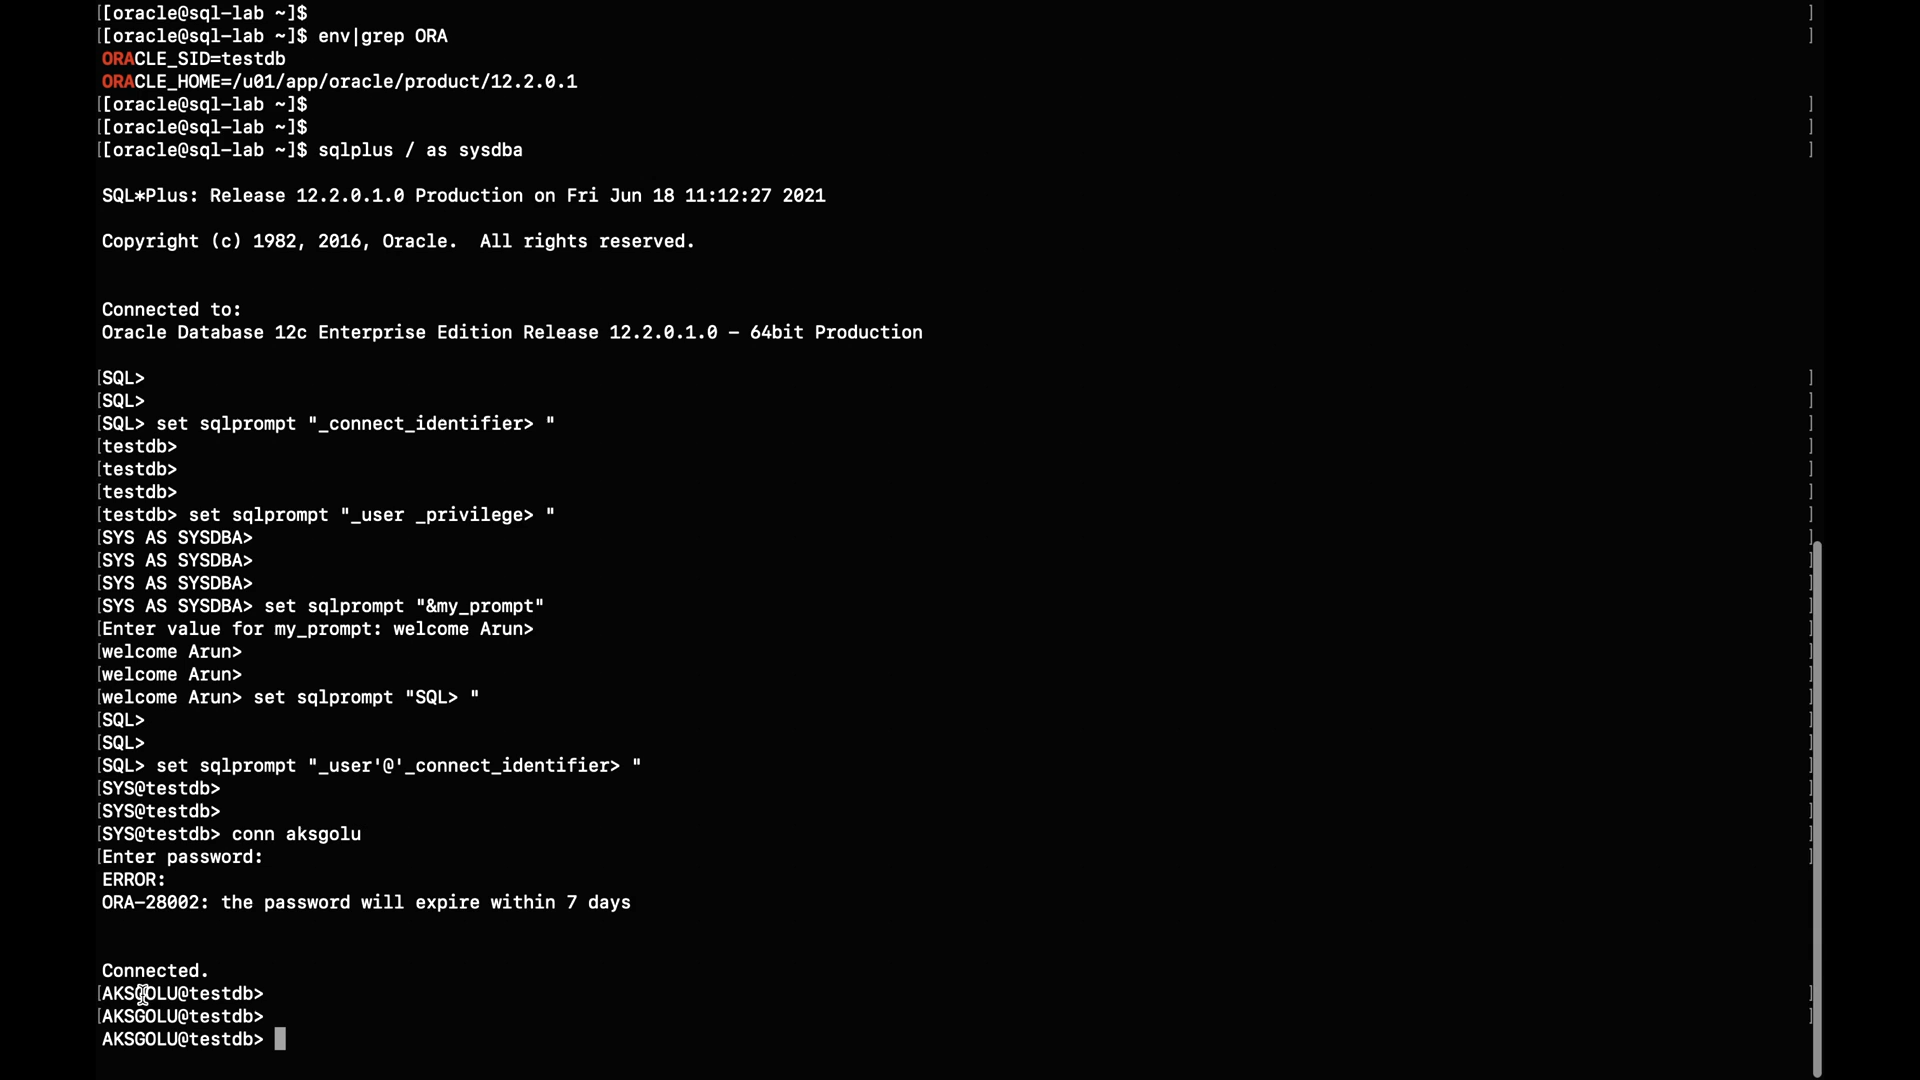 [[oracle@sql-lab ~]$ ]
[[oracle@sql-lab ~]$ env|grep ORA ]
ORACLE_SID=testdb
ORACLE_HOME=/u01/app/oracle/product/12.2.0.1
[[oracle@sql-lab ~]$ ]
[[oracle@sql-lab ~]$ ]
[[oracle@sql-lab ~]$ sqlplus / as sysdba ]
SQL*Plus: Release 12.2.0.1.0 Production on Fri Jun 18 11:12:27 2021
Copyright (c) 1982, 2016, Oracle.  All rights reserved.
Connected to:
Oracle Database 12c Enterprise Edition Release 12.2.0.1.0 - 64bit Production
[SQL> ]
[SQL> ]
[SQL> set sqlprompt "_connect_identifier> " ]
[testdb> ]
[testdb> ]
[testdb> ]
[testdb> set sqlprompt "_user _privilege> " ]
[SYS AS SYSDBA> ]
[SYS AS SYSDBA> ]
[SYS AS SYSDBA> ]
[SYS AS SYSDBA> set sqlprompt "&my_prompt" ]
[Enter value for my_prompt: welcome Arun> ]
[welcome Arun> ]
[welcome Arun> ]
[welcome Arun> set sqlprompt "SQL> " ]
[SQL> ]
[SQL> ]
[SQL> set sqlprompt "_user'@'_connect_identifier> " ]
[SYS@testdb> ]
[SYS@testdb> ]
[SYS@testdb> conn aksgolu ]
[Enter password: ]
ERROR:
ORA-28002: the password will expire within 7 days
Connected.
[AKSGOLU@testdb> ]
[AKSGOLU@testdb> ]
AKSGOLU@testdb>